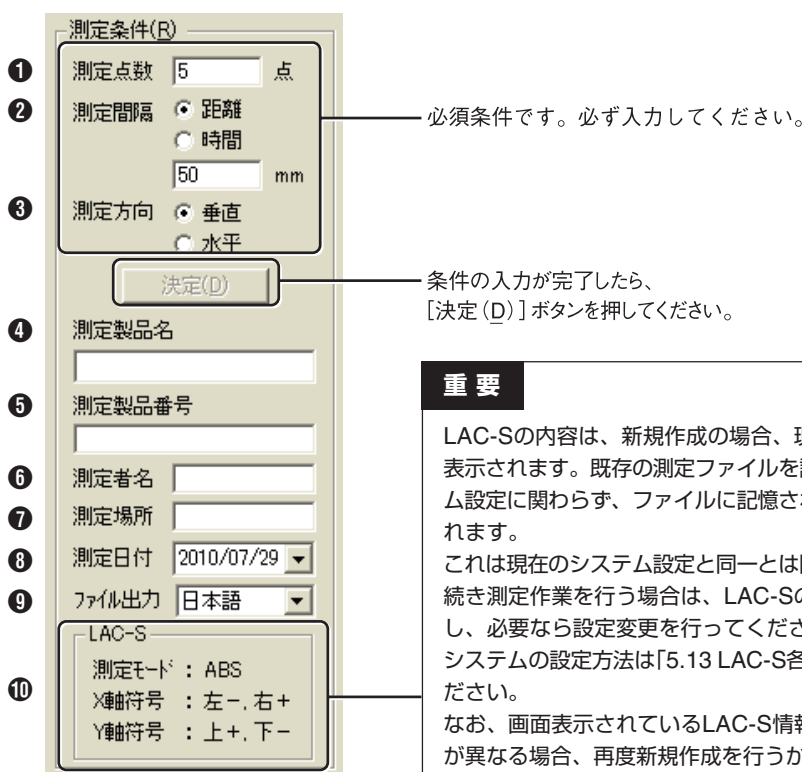 測定条件(R)
❶ 測定点数 5 点
❷ 測定間隔 距離
時間
50 mm
❸ 測定方向 垂直
水平
必須条件です。必ず入力してください。
決定(D)
条件の入力が完了したら、
[決定(D)]ボタンを押してください。
❹ 測定製品名
❺ 測定製品番号
❻ 測定者名
❼ 測定場所
❽ 測定日付 2010/07/29
❾ ファイル出力 日本語
❿ LAC-S
測定モード : ABS
X軸符号 : 左−, 右+
Y軸符号 : 上+, 下−
重 要
LAC-Sの内容は、新規作成の場合、
表示されます。既存の測定ファイルを
ム設定に関わらず、ファイルに記憶さ
れます。
これは現在のシステム設定と同一とは
続き測定作業を行う場合は、LAC-Sの
し、必要なら設定変更を行ってくださ
システムの設定方法は「5.13 LAC-S各
ださい。
なお、画面表示されているLAC-S情
が異なる場合、再度新規作成を行うか